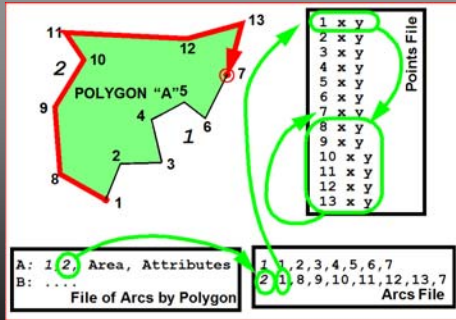 11
12
13
2
10
7
POLYGON "A"
5
4
9
1
6
2
3
8
1
1 x y
2 x y
3 x y
4 x y
5 x y
6 x y
7 x y
8 x y
9 x y
10 x y
11 x y
12 x y
13 x y
Points File
A: 1,2, Area, Attributes
B: ....
File of Arcs by Polygon
1 1,2,3,4,5,6,7
2 1,8,9,10,11,12,13,7
Arcs File